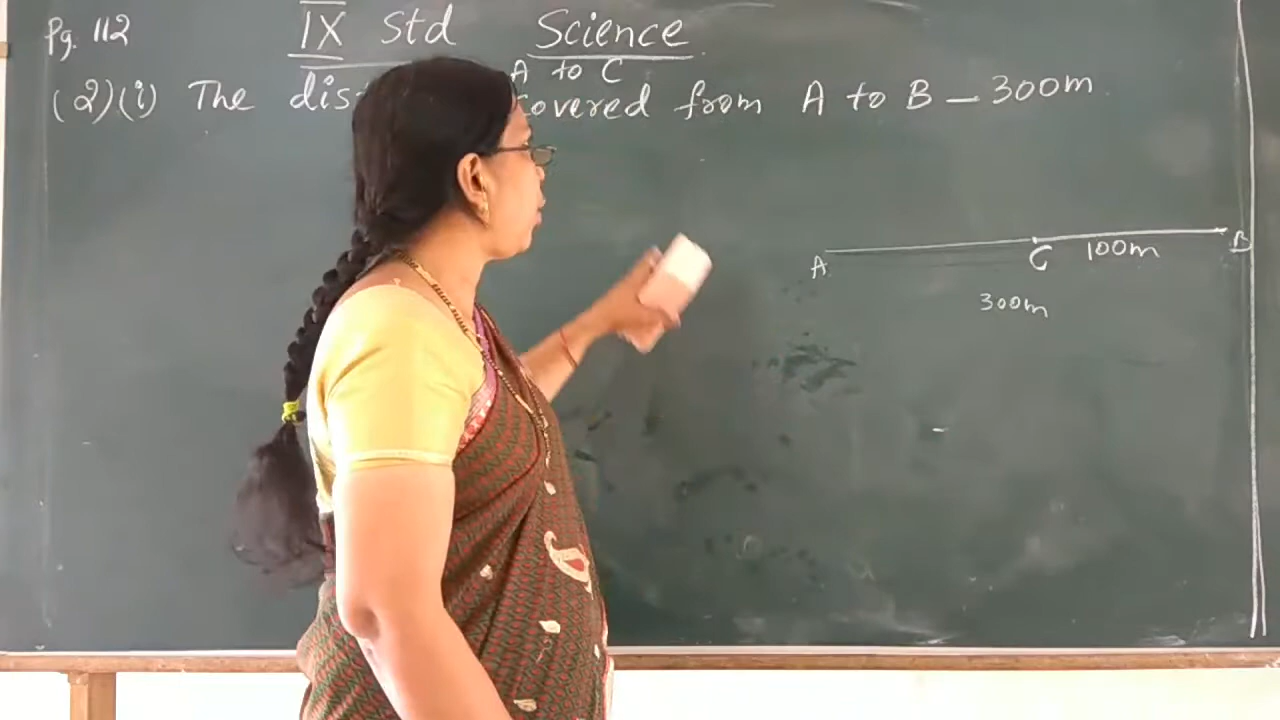 Pg. 112
IX Std Science
A to C
(2)(i) The dis covered from A to B - 300m
A C 100m B
300m